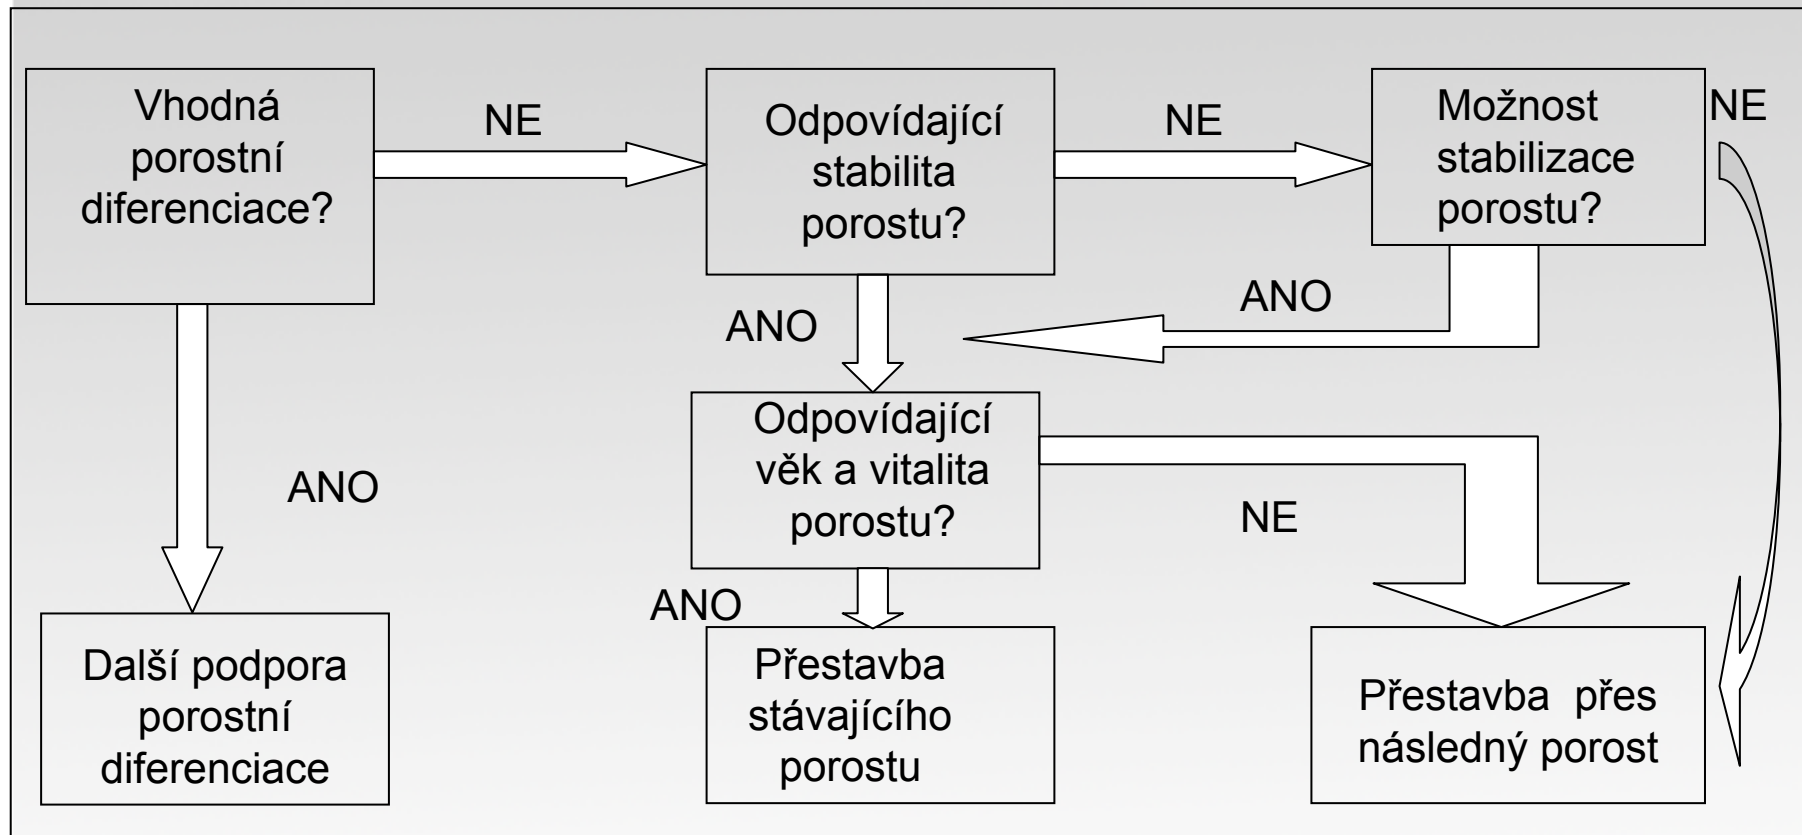 Vhodná
porostní
diferenciace?
NE
Odpovídající
stabilita
porostu?
NE
Možnost
stabilizace
porostu?
NE
ANO
ANO
Odpovídající
věk a vitalita
porostu?
ANO
NE
ANO
Další podpora
porostní
diferenciace
Přestavba
stávajícího
porostu
Přestavba přes
následný porost